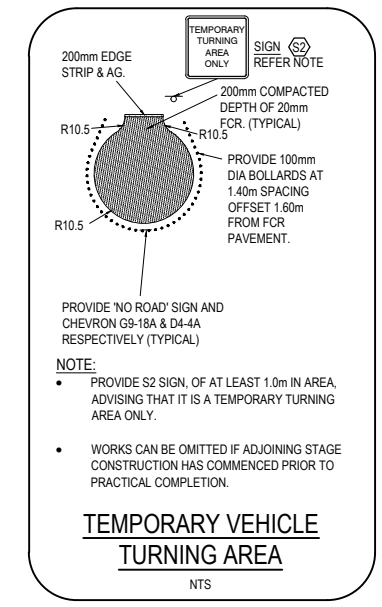 TEMPORARY
TURNING
AREA
ONLY
SIGN S2
REFER NOTE
200mm EDGE
STRIP & AG.
200mm COMPACTED
DEPTH OF 20mm
FCR. (TYPICAL)
R10.5
R10.5
PROVIDE 100mm
DIA BOLLARDS AT
1.40m SPACING
OFFSET 1.60m
FROM FCR
PAVEMENT.
R10.5
PROVIDE 'NO ROAD' SIGN AND
CHEVRON G9-18A & D4-4A
RESPECTIVELY (TYPICAL)
NOTE:
• PROVIDE S2 SIGN, OF AT LEAST 1.0m IN AREA,
ADVISING THAT IT IS A TEMPORARY TURNING
AREA ONLY.
• WORKS CAN BE OMITTED IF ADJOINING STAGE
CONSTRUCTION HAS COMMENCED PRIOR TO
PRACTICAL COMPLETION.
TEMPORARY VEHICLE
TURNING AREA
NTS